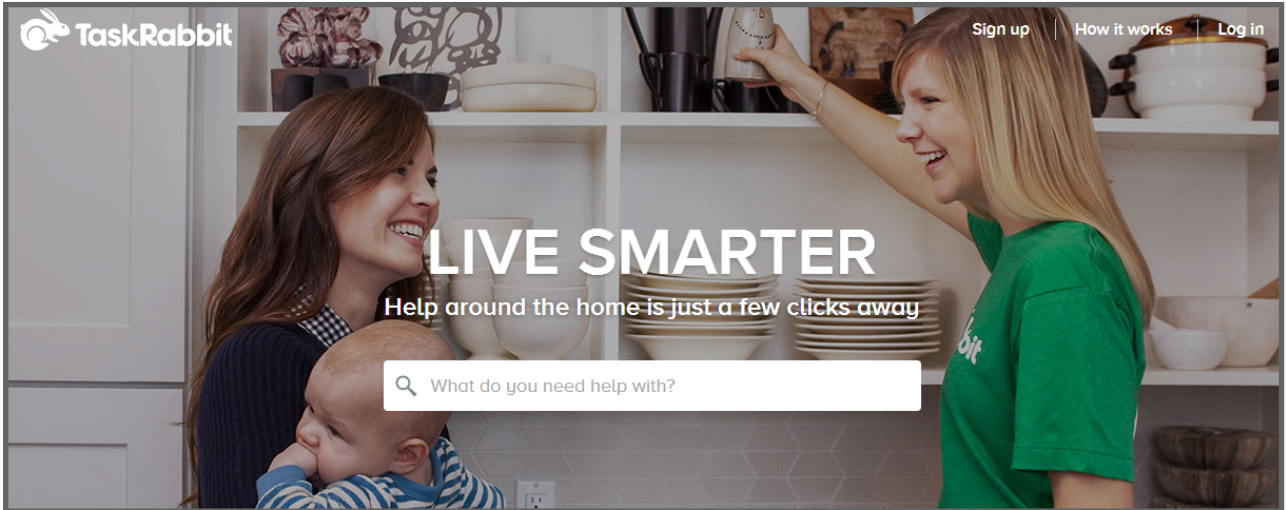 TaskRabbit
Sign up
How it works
Log in
LIVE SMARTER
Help around the home is just a few clicks away
What do you need help with?
bit